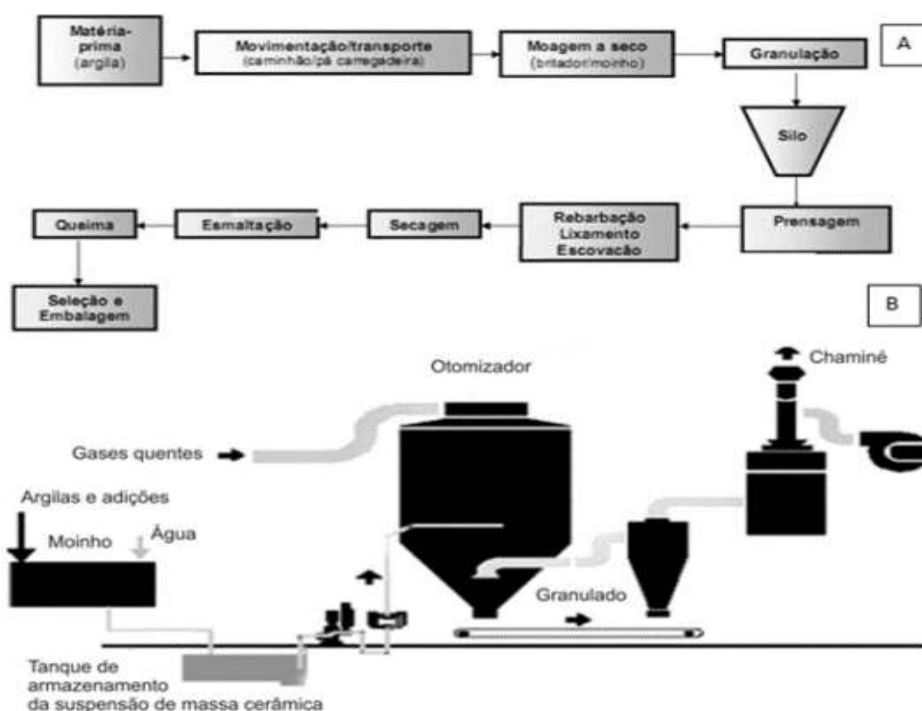 Matéria-
prima
(argila)
Movimentação/transporte
(caminhão/pá carregadeira)
Moagem a seco
(britador/moinho)
Granulação
A
Silo
Prensagem
Rebarbação
Lixamento
Escovacão
Secagem
Esmaltação
Queima
Seleção e
Embalagem
B
Otomizador
Chaminé
Gases quentes
Argilas e adições
Moinho
Água
Granulado
Tanque de
armazenamento
da suspensão de massa cerâmica